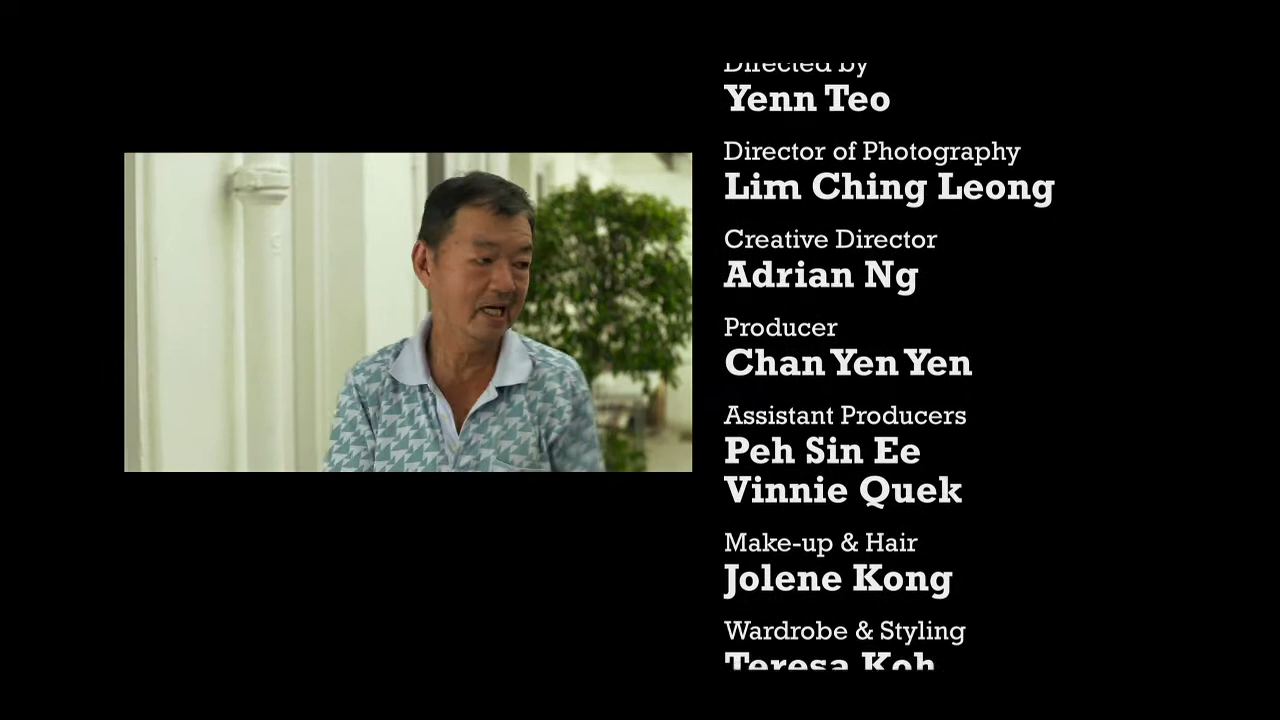 Directed by
Yenn Teo
Director of Photography
Lim Ching Leong
Creative Director
Adrian Ng
Producer
Chan Yen Yen
Assistant Producers
Peh Sin Ee
Vinnie Quek
Make-up & Hair
Jolene Kong
Wardrobe & Styling
Teresa Koh